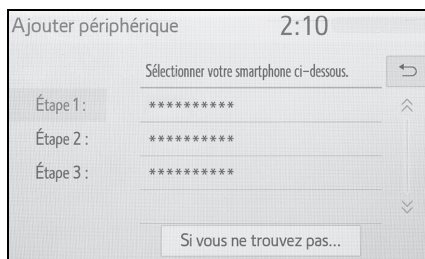 Ajouter périphérique 2:10
Sélectionner votre smartphone ci-dessous.
Étape 1 : **********
Étape 2 : **********
Étape 3 : **********
Si vous ne trouvez pas...